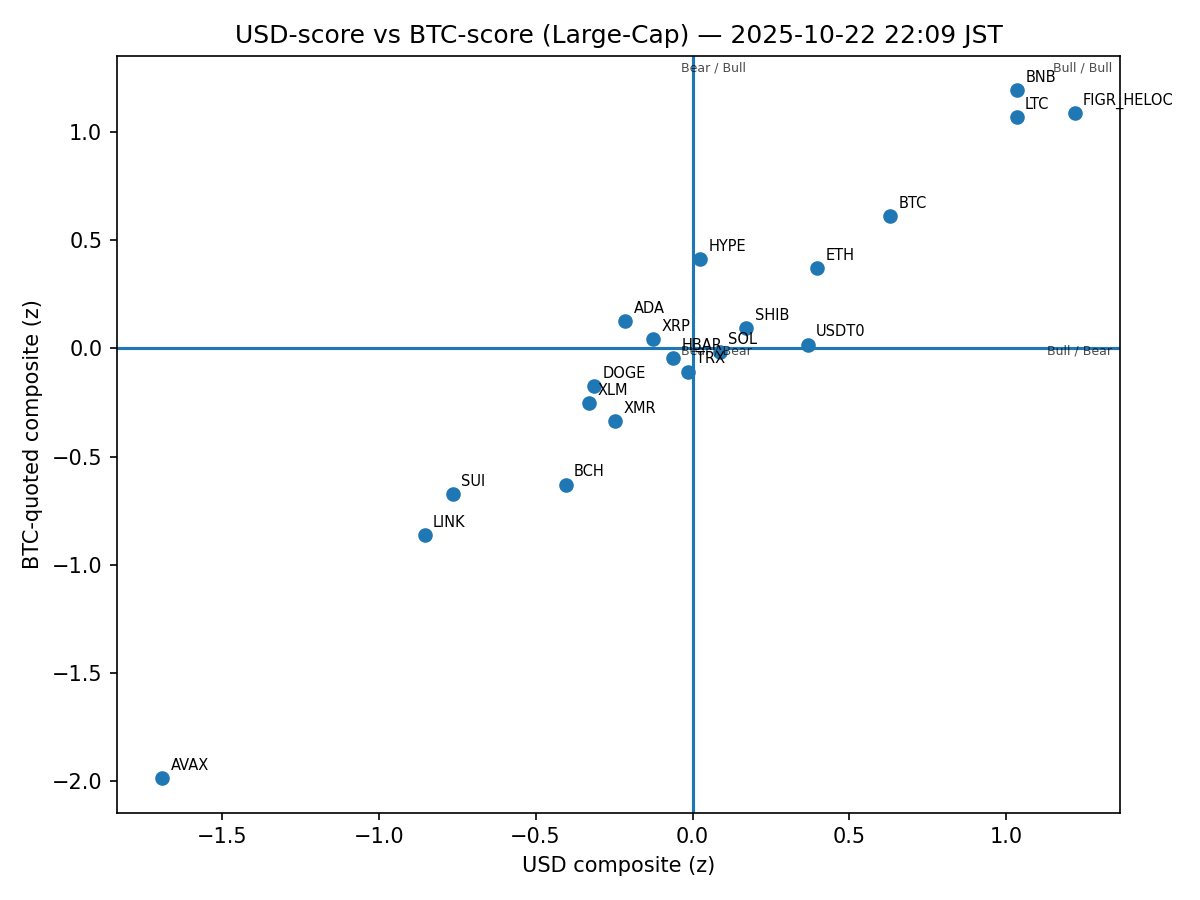 USD-score vs BTC-score (Large-Cap) — 2025-10-22 22:09 JST
Bear / Bull
Bull / Bull
BNB
FIGR_HELOC
LTC
BTC
HYPE
ETH
ADA
SHIB
XRP
USDT0
SOL
HBAR
Bear / Bear
Bull / Bear
TRX
DOGE
XLM
XMR
BCH
SUI
LINK
AVAX
1.0
0.5
0.0
−0.5
−1.0
−1.5
−2.0
BTC-quoted composite (z)
−1.5
−1.0
−0.5
0.0
0.5
1.0
USD composite (z)